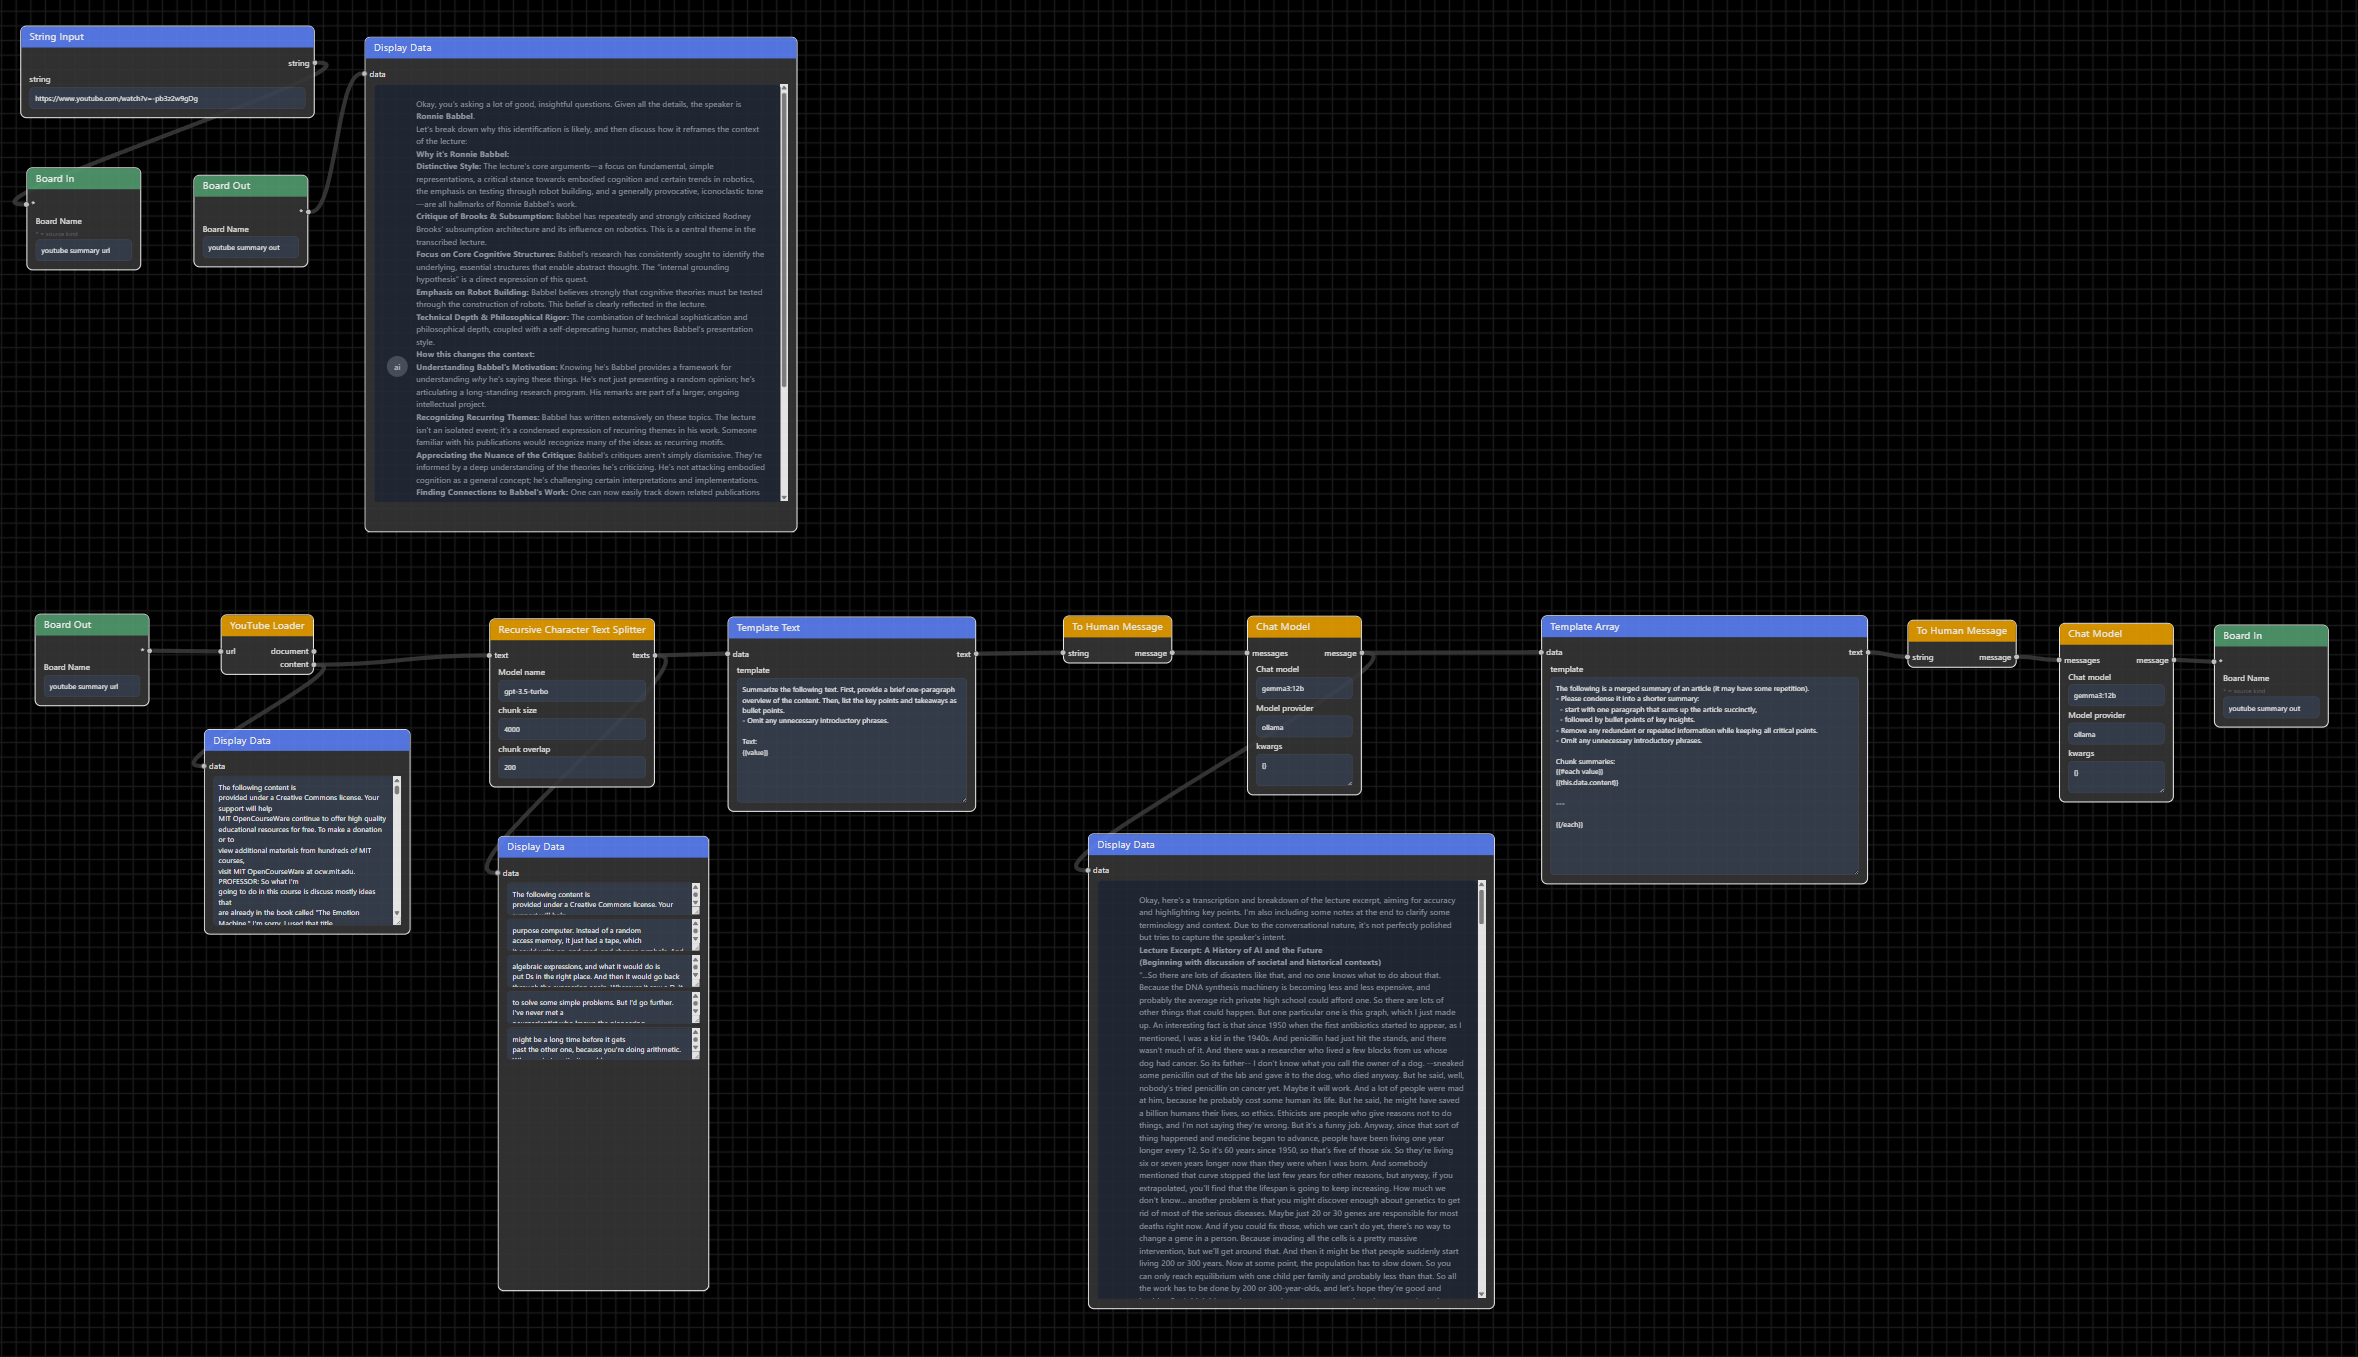 String Input
string
string
https://www.youtube.com/watch?v=-pb3z2w9gDg
Board In
*
Board Name
* = source kind
youtube summary url
Board Out
*
Board Name
youtube summary out
Display Data
data
ai
Okay, you's asking a lot of good, insightful questions. Given all the details, the speaker is
Ronnie Babbel.
Let's break down why this identification is likely, and then discuss how it reframes the context
of the lecture:
Why it's Ronnie Babbel:
Distinctive Style: The lecture's core arguments—a focus on fundamental, simple
representations, a critical stance towards embodied cognition and certain trends in robotics,
the emphasis on testing through robot building, and a generally provocative, iconoclastic tone
—are all hallmarks of Ronnie Babbel's work.
Critique of Brooks & Subsumption: Babbel has repeatedly and strongly criticized Rodney
Brooks' subsumption architecture and its influence on robotics. This is a central theme in the
transcribed lecture.
Focus on Core Cognitive Structures: Babbel's research has consistently sought to identify the
underlying, essential structures that enable abstract thought. The "internal grounding
hypothesis" is a direct expression of this quest.
Emphasis on Robot Building: Babbel believes strongly that cognitive theories must be tested
through the construction of robots. This belief is clearly reflected in the lecture.
Technical Depth & Philosophical Rigor: The combination of technical sophistication and
philosophical depth, coupled with a self-deprecating humor, matches Babbel's presentation
style.
How this changes the context:
Understanding Babbel's Motivation: Knowing he's Babbel provides a framework for
understanding why he's saying these things. He's not just presenting a random opinion; he's
articulating a long-standing research program. His remarks are part of a larger, ongoing
intellectual project.
Recognizing Recurring Themes: Babbel has written extensively on these topics. The lecture
isn't an isolated event; it's a condensed expression of recurring themes in his work. Someone
familiar with his publications would recognize many of the ideas as recurring motifs.
Appreciating the Nuance of the Critique: Babbel's critiques aren't simply dismissive. They're
informed by a deep understanding of the theories he's criticizing. He's not attacking embodied
cognition as a general concept; he's challenging certain interpretations and implementations.
Finding Connections to Babbel's Work: One can now easily track down related publications
Board Out
*
Board Name
youtube summary url
YouTube Loader
url
document
content
Display Data
data
The following content is
provided under a Creative Commons license. Your
support will help
MIT OpenCourseWare continue to offer high quality
educational resources for free. To make a donation
or to
view additional materials from hundreds of MIT
courses,
visit MIT OpenCourseWare at ocw.mit.edu.
PROFESSOR: So what I'm
going to do in this course is discuss mostly ideas
that
are already in the book called "The Emotion
Machine." I'm sorry, I used that title
Recursive Character Text Splitter
text
texts
Model name
gpt-3.5-turbo
chunk size
4000
chunk overlap
200
Display Data
data
The following content is
provided under a Creative Commons license. Your
support will help
purpose computer. Instead of a random
access memory, it just had a tape, which
algebraic expressions, and what it would do is
put Ds in the right place. And then it would go back
to solve some simple problems. But I'd go further.
I've never met a
might be a long time before it gets
past the other one, because you're doing arithmetic.
Template Text
data
text
template
Summarize the following text. First, provide a brief one-paragraph
overview of the content. Then, list the key points and takeaways as
bullet points.
- Omit any unnecessary introductory phrases.
Text:
{{value}}
To Human Message
string
message
Chat Model
messages
message
Chat model
gemma3:12b
Model provider
ollama
kwargs
{}
Display Data
data
Okay, here's a transcription and breakdown of the lecture excerpt, aiming for accuracy
and highlighting key points. I'm also including some notes at the end to clarify some
terminology and context. Due to the conversational nature, it's not perfectly polished
but tries to capture the speaker's intent.
Lecture Excerpt: A History of AI and the Future
(Beginning with discussion of societal and historical contexts)
"...So there are lots of disasters like that, and no one knows what to do about that.
Because the DNA synthesis machinery is becoming less and less expensive, and
probably the average rich private high school could afford one. So there are lots of
other things that could happen. But one particular one is this graph, which I just made
up. An interesting fact is that since 1950 when the first antibiotics started to appear, as I
mentioned, I was a kid in the 1940s. And penicillin had just hit the stands, and there
wasn't much of it. And there was a researcher who lived a few blocks from us whose
dog had cancer. So its father-- I don't know what you call the owner of a dog. --sneaked
some penicillin out of the lab and gave it to the dog, who died anyway. But he said, well,
nobody's tried penicillin on cancer yet. Maybe it will work. And a lot of people were mad
at him, because he probably cost some human its life. But he said, he might have saved
a billion humans their lives, so ethics. Ethicists are people who give reasons not to do
things, and I'm not saying they're wrong. But it's a funny job. Anyway, since that sort of
thing happened and medicine began to advance, people have been living one year
longer every 12. So it's 60 years since 1950, so that's five of those six. So they're living
six or seven years longer now than they were when I was born. And somebody
mentioned that curve stopped the last few years for other reasons, but anyway, if you
extrapolated, you'll find that the lifespan is going to keep increasing. How much we
don't know... another problem is that you might discover enough about genetics to get
rid of most of the serious diseases. Maybe just 20 or 30 genes are responsible for most
deaths right now. And if you could fix those, which we can't do yet, there's no way to
change a gene in a person. Because invading all the cells is a pretty massive
intervention, but we'll get around that. And then it might be that people suddenly start
living 200 or 300 years. Now at some point, the population has to slow down. So you
can only reach equilibrium with one child per family and probably less than that. So all
the work has to be done by 200 or 300-year-olds, and let's hope they're good and
Template Array
data
text
template
The following is a merged summary of an article (it may have some repetition).
- Please condense it into a shorter summary:
- start with one paragraph that sums up the article succinctly,
- followed by bullet points of key insights.
- Remove any redundant or repeated information while keeping all critical points.
- Omit any unnecessary introductory phrases.
Chunk summaries:
{{#each value}}
{{this.data.content}}
---
{{/each}}
To Human Message
string
message
Chat Model
messages
message
Chat model
gemma3:12b
Model provider
ollama
kwargs
{}
Board In
*
Board Name
* = source kind
youtube summary out